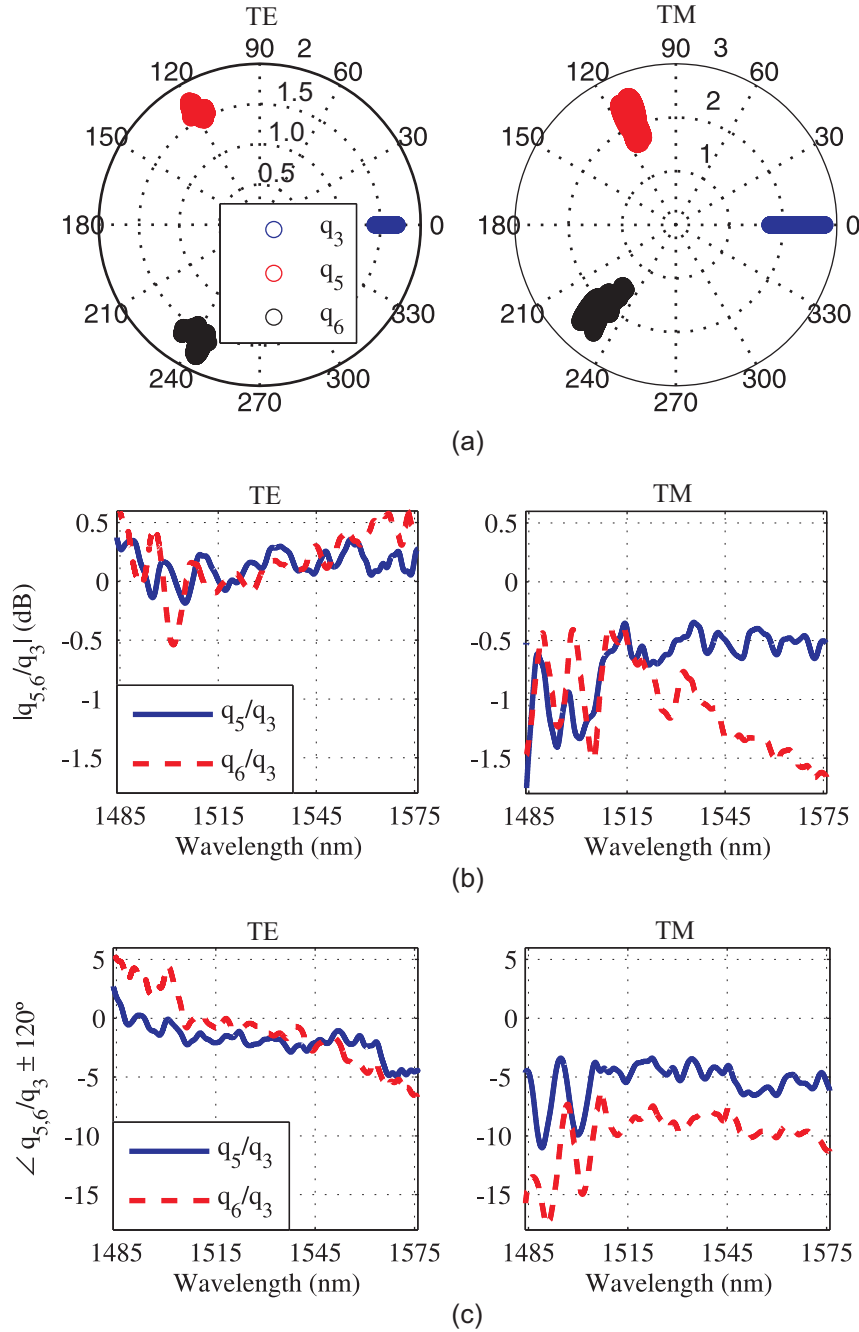 TE
TM
90
2
120
60
1.5
150
1.0
30
0.5
180
0
q3
q5
q6
210
330
240
300
270
90
3
120
60
2
150
30
1
180
0
210
330
240
300
270
(a)
TE
TM
|q5,6/q3| (dB)
0.5
0
-0.5
-1
-1.5
q5/q3
q6/q3
1485 1515 1545 1575
Wavelength (nm)
0.5
0
-0.5
-1
-1.5
1485 1515 1545 1575
Wavelength (nm)
(b)
TE
TM
∠ q5,6/q3 ± 120º
5
0
-5
-10
-15
q5/q3
q6/q3
1485 1515 1545 1575
Wavelength (nm)
5
0
-5
-10
-15
1485 1515 1545 1575
Wavelength (nm)
(c)